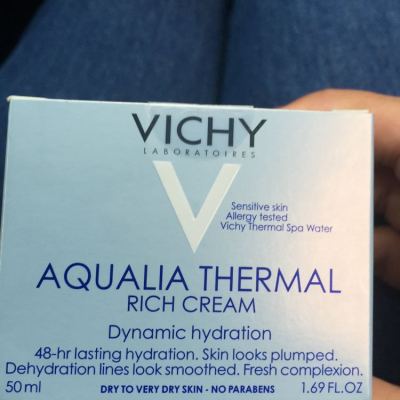 VICHY
LABORATOIRES
Sensitive skin
Allergy tested
Vichy Thermal Spa Water
V
AQUALIA THERMAL
RICH CREAM
Dynamic hydration
48-hr lasting hydration. Skin looks plumped.
Dehydration lines look smoothed. Fresh complexion.
50 ml DRY TO VERY DRY SKIN - NO PARABENS 1.69 FL.OZ